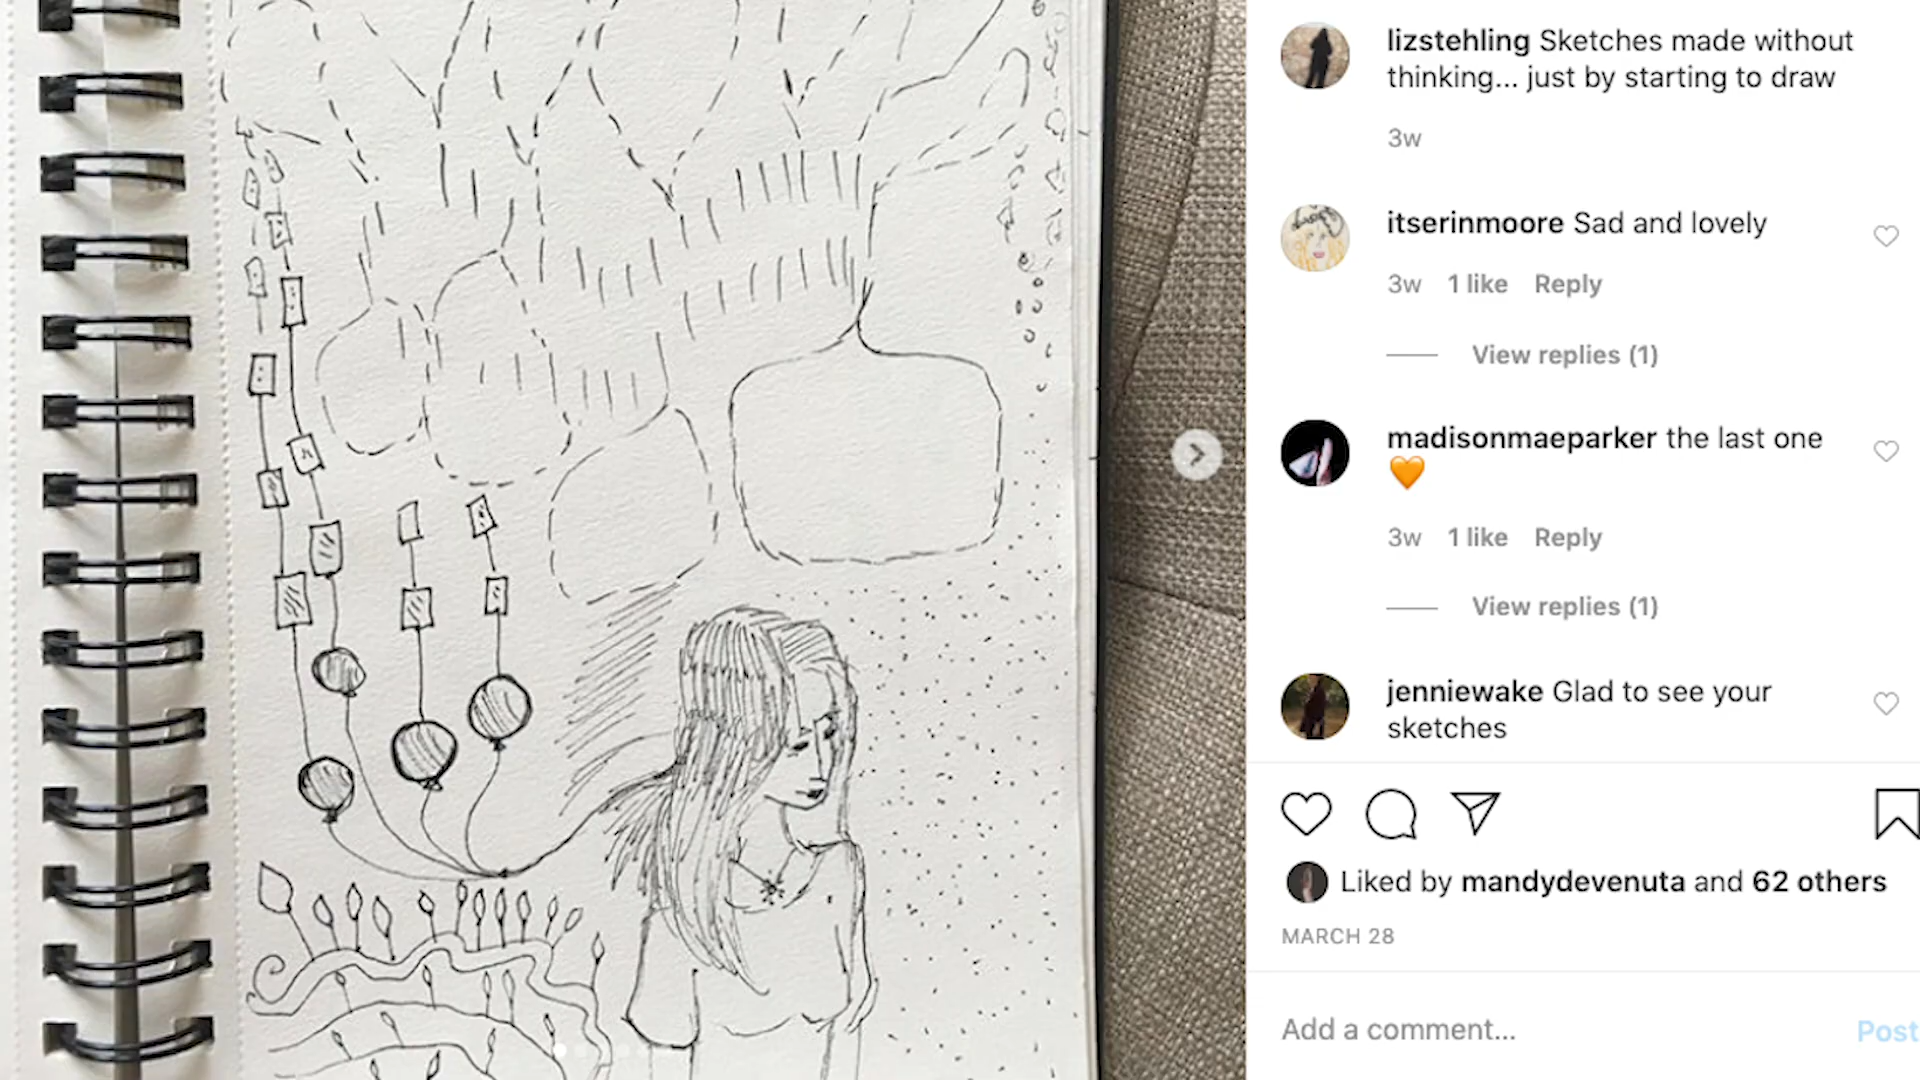 lizstehling Sketches made without
thinking... just by starting to draw
3w
itserinmoore Sad and lovely
3w 1 like Reply
View replies (1)
madisonmaeparker the last one
🧡
3w 1 like Reply
View replies (1)
jenniewake Glad to see your
sketches
Liked by mandydevenuta and 62 others
MARCH 28
Add a comment... Post